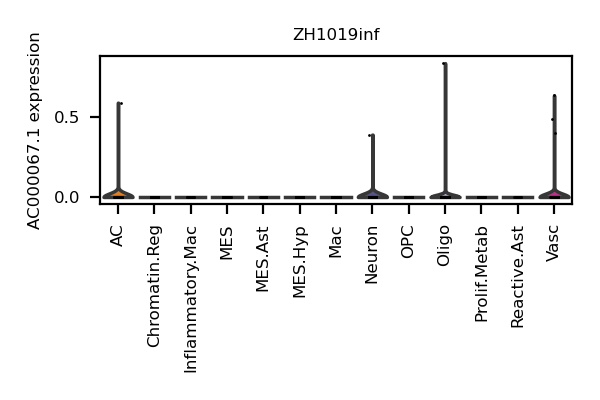 ZH1019inf
AC000067.1 expression
0.5
0.0
AC
Chromatin.Reg
Inflammatory.Mac
MES
MES.Ast
MES.Hyp
Mac
Neuron
OPC
Oligo
Prolif.Metab
Reactive.Ast
Vasc